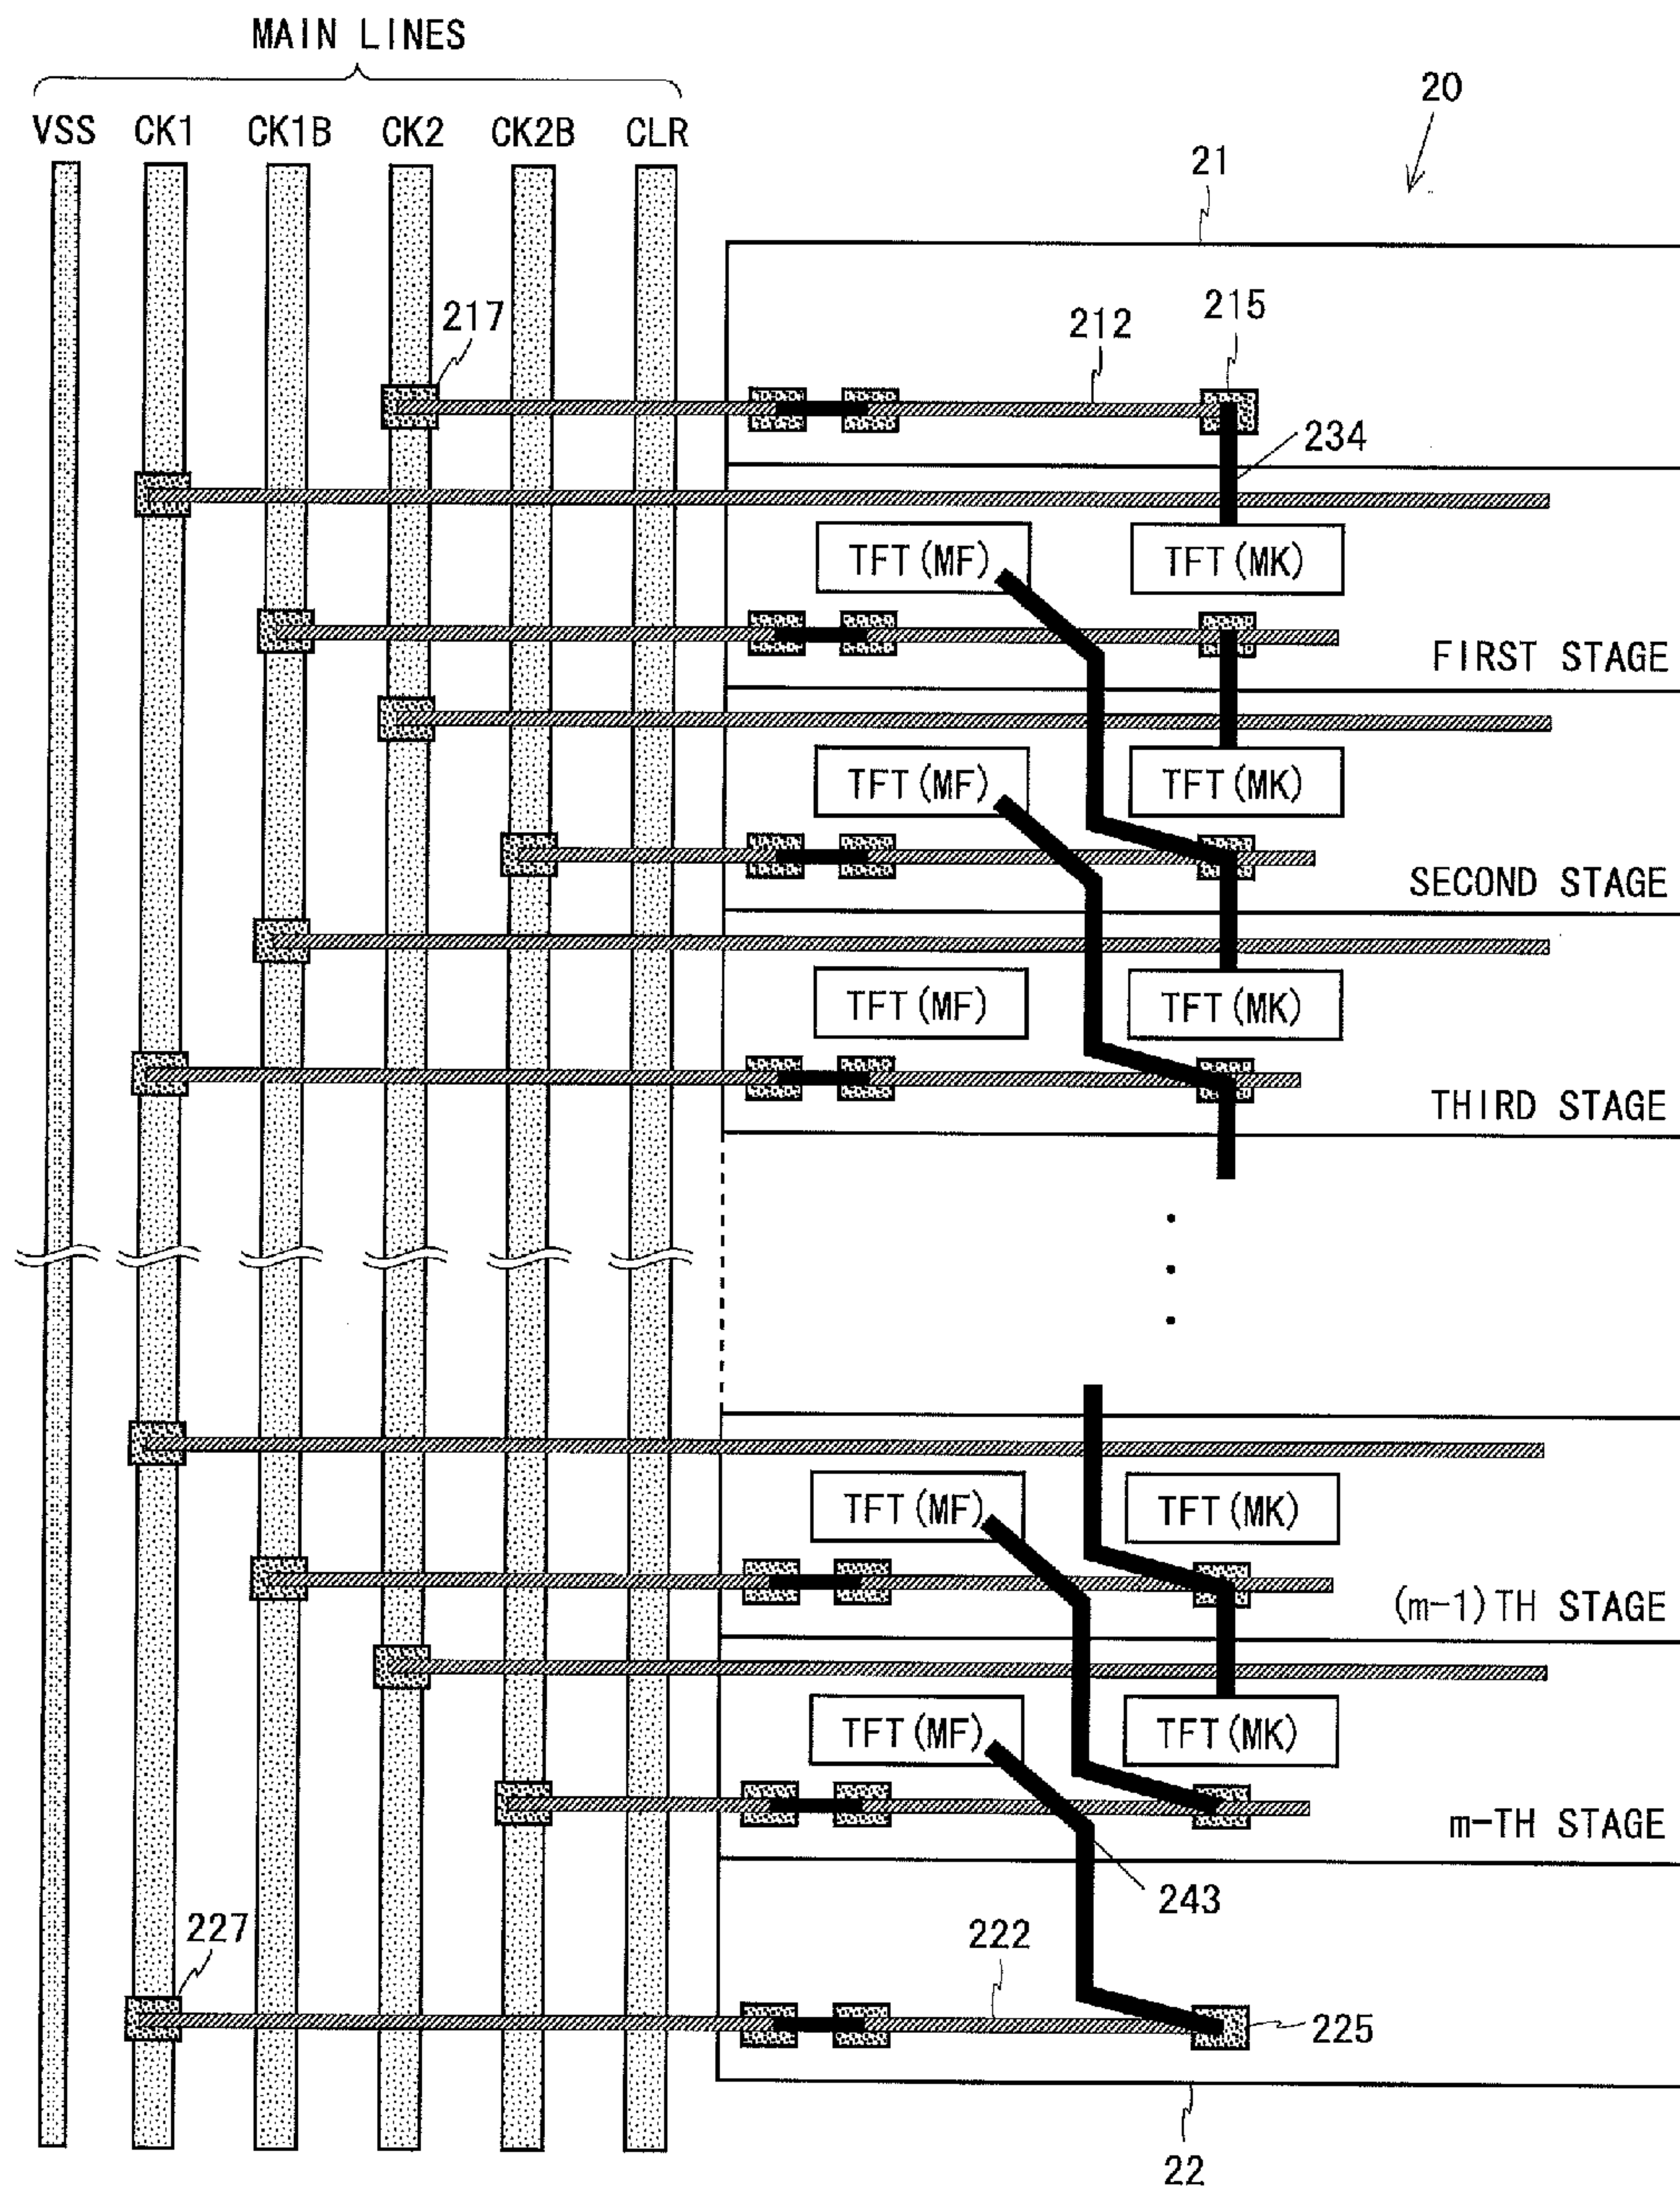 MAIN LINES
20
VSS CK1 CK1B CK2 CK2B CLR
21
217
212
215
234
TFT(MF) TFT(MK)
FIRST STAGE
TFT(MF) TFT(MK)
SECOND STAGE
TFT(MF) TFT(MK)
THIRD STAGE
TFT(MF) TFT(MK)
(m-1)TH STAGE
TFT(MF) TFT(MK)
m-TH STAGE
243
227
222
225
22